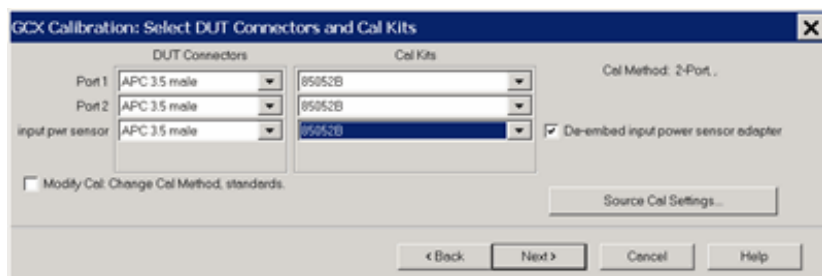 GCX Calibration: Select DUT Connectors and Cal Kits
DUT Connectors Cal Kits
Cal Method: 2-Port, ,
Port 1 APC 3.5 male 85052B
Port 2 APC 3.5 male 85052B
input pwr sensor APC 3.5 male 85052B De-embed input power sensor adapter
Modify Cal: Change Cal Method, standards.
Source Cal Settings...
< Back Next > Cancel Help